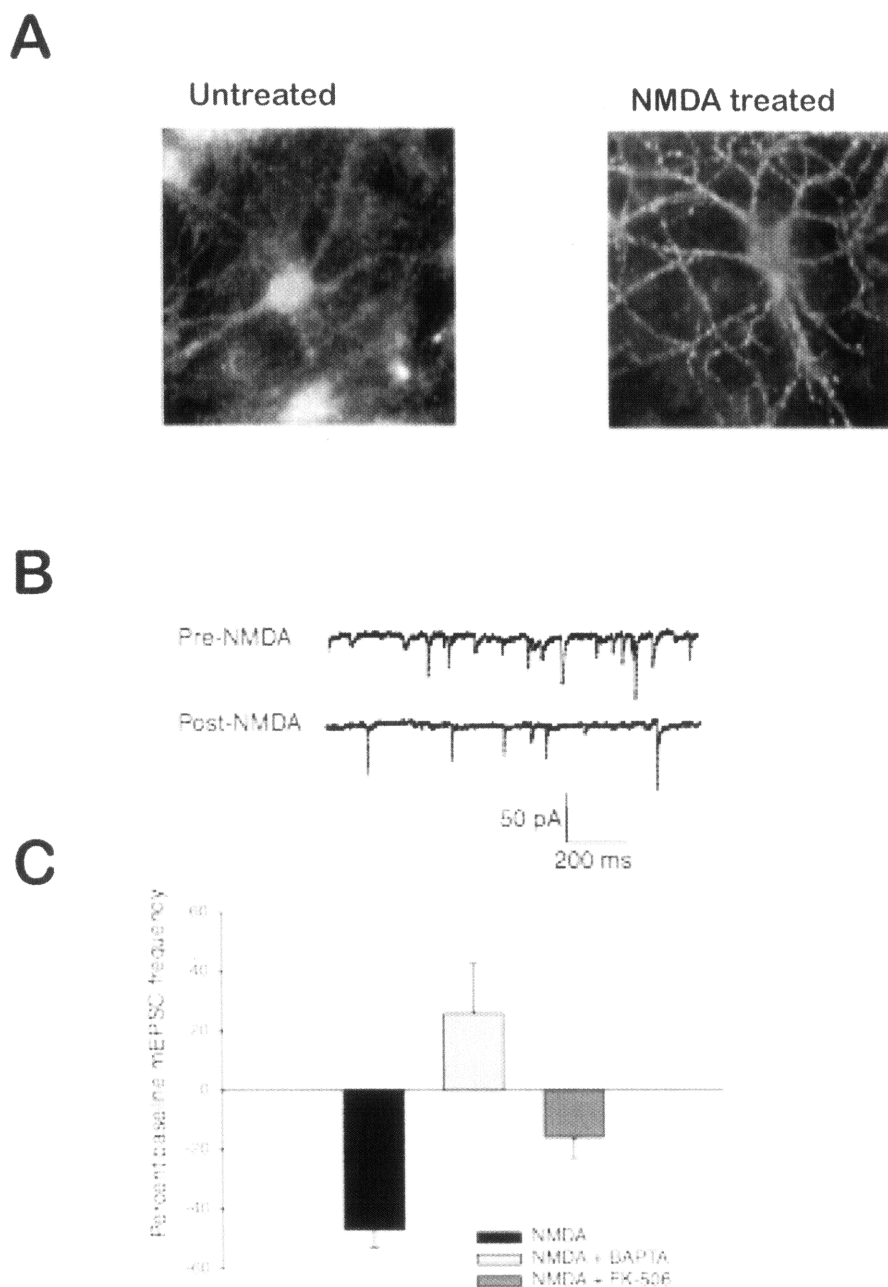 A
Untreated
NMDA treated
B
Pre-NMDA
Post-NMDA
50 pA
200 ms
C
Percent baseline mEPSC frequency
60
40
20
0
-20
-40
-60
NMDA
NMDA + BAPTA
NMDA + FK-506